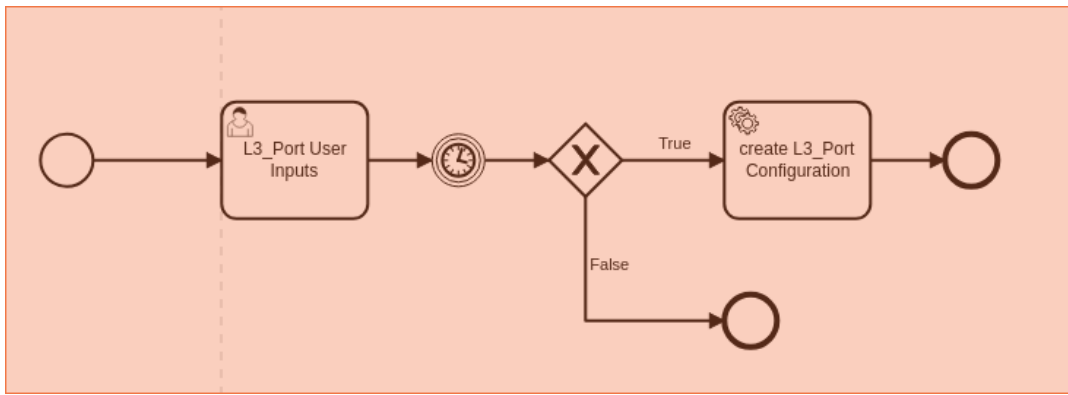 L3_Port User
Inputs
True
create L3_Port
Configuration
False